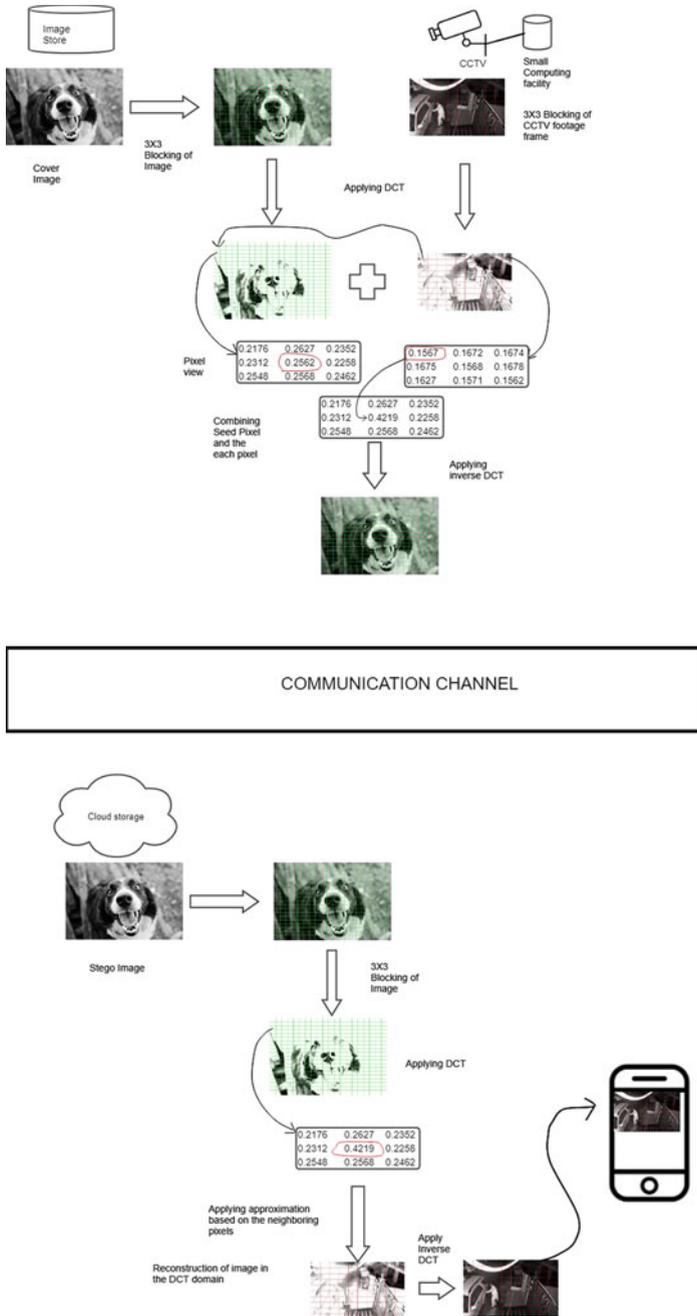 Image
Store
CCTV
Small
Computing
facility
3X3
Blocking
of Image
Cover
Image
3X3 Blocking of
CCTV footage
frame
Applying DCT
Pixel
view
0.2176 0.2627 0.2352
0.2312 0.2562 0.2258
0.2548 0.2568 0.2462
0.1567 0.1672 0.1674
0.1675 0.1568 0.1678
0.1627 0.1571 0.1562
Combining
Seed Pixel
and the
each pixel
0.2176 0.2627 0.2352
0.2312 0.4219 0.2258
0.2548 0.2568 0.2462
Applying
inverse DCT
COMMUNICATION CHANNEL
Cloud storage
Stego Image
3X3
Blocking of
Image
Applying DCT
0.2176 0.2627 0.2352
0.2312 0.4219 0.2258
0.2548 0.2568 0.2462
Applying approximation
based on the neighboring
pixels
Apply
Inverse
DCT
Reconstruction of image in
the DCT domain